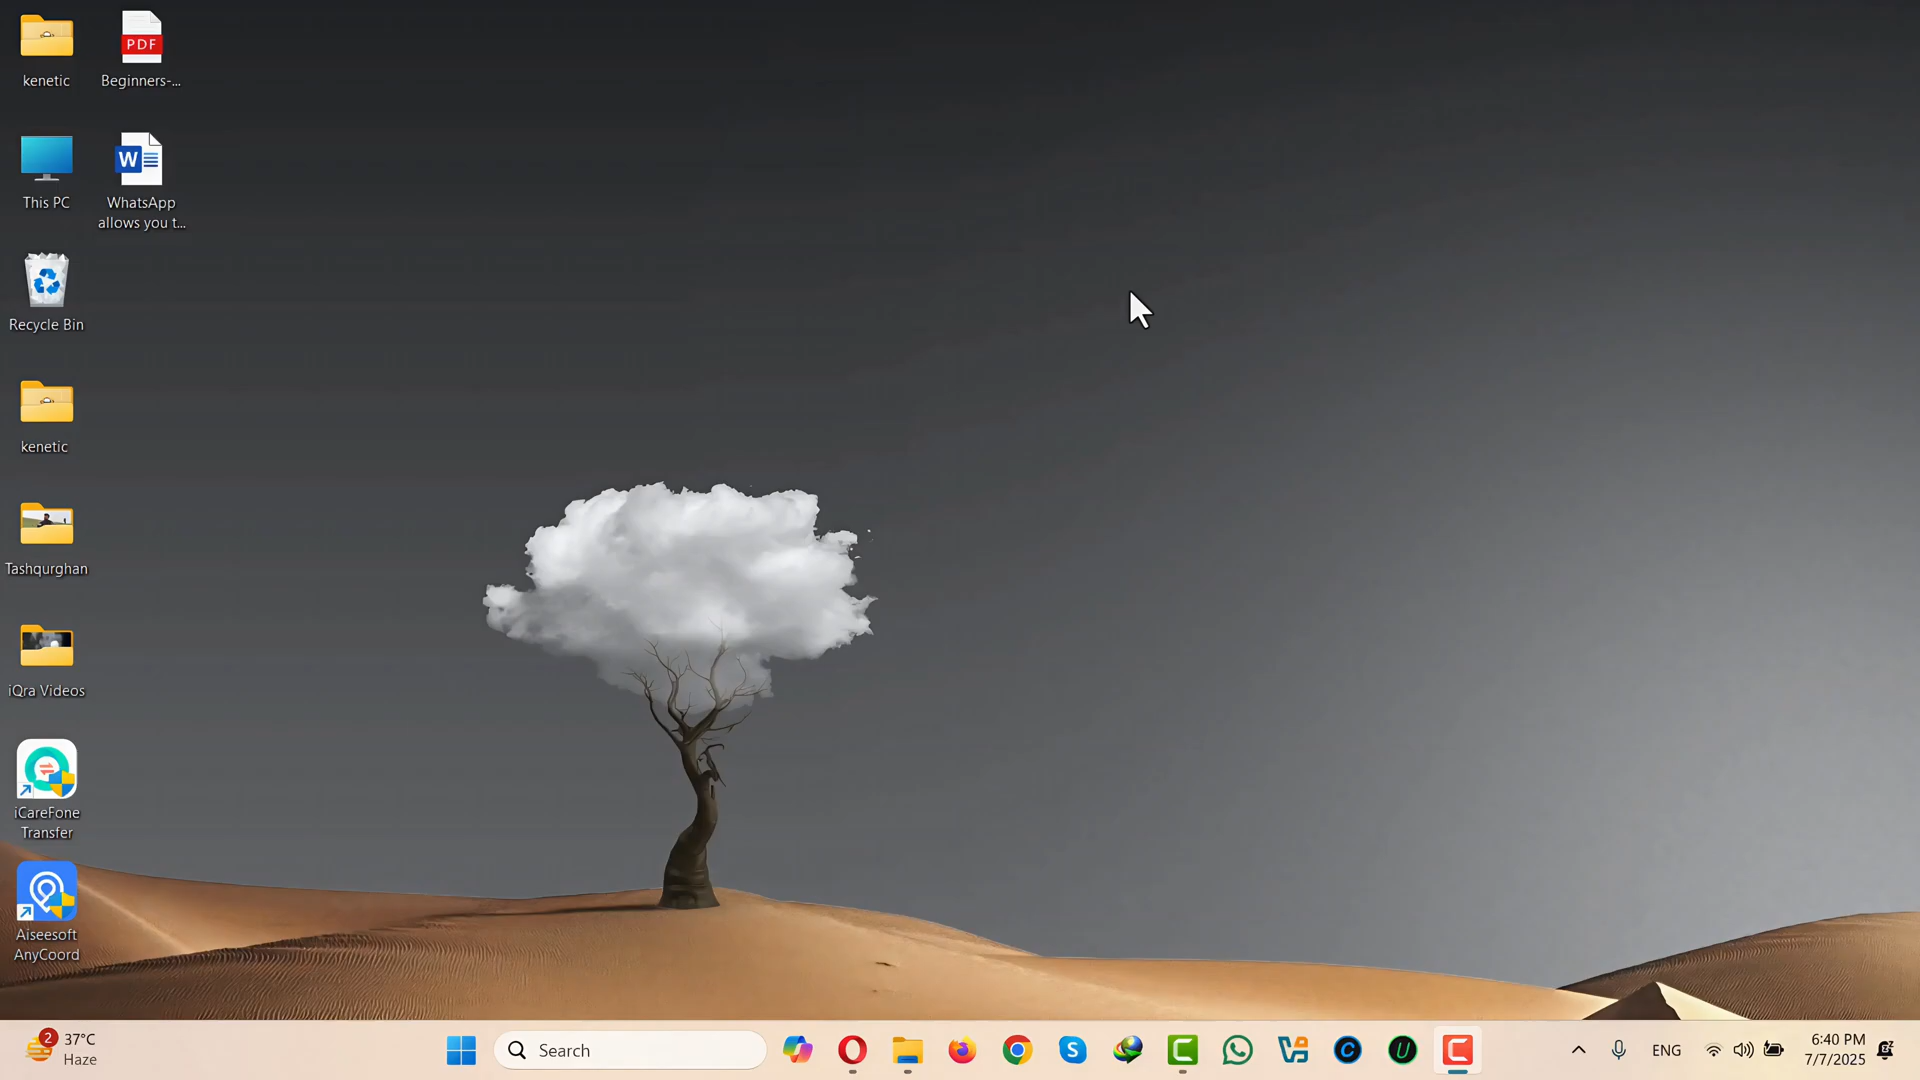 kenetic
PDF
Beginners-...
This PC
W
WhatsApp
allows you t...
Recycle Bin
kenetic
Tashqurghan
iQra Videos
iCareFone
Transfer
Aiseesoft
AnyCoord
2
37°C
Haze
Search
ENG
6:40 PM
7/7/2025